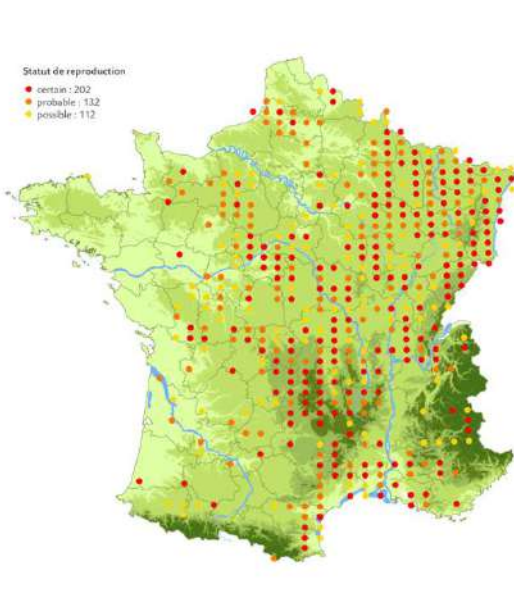 Statut de reproduction
certain : 202
probable : 132
possible : 112